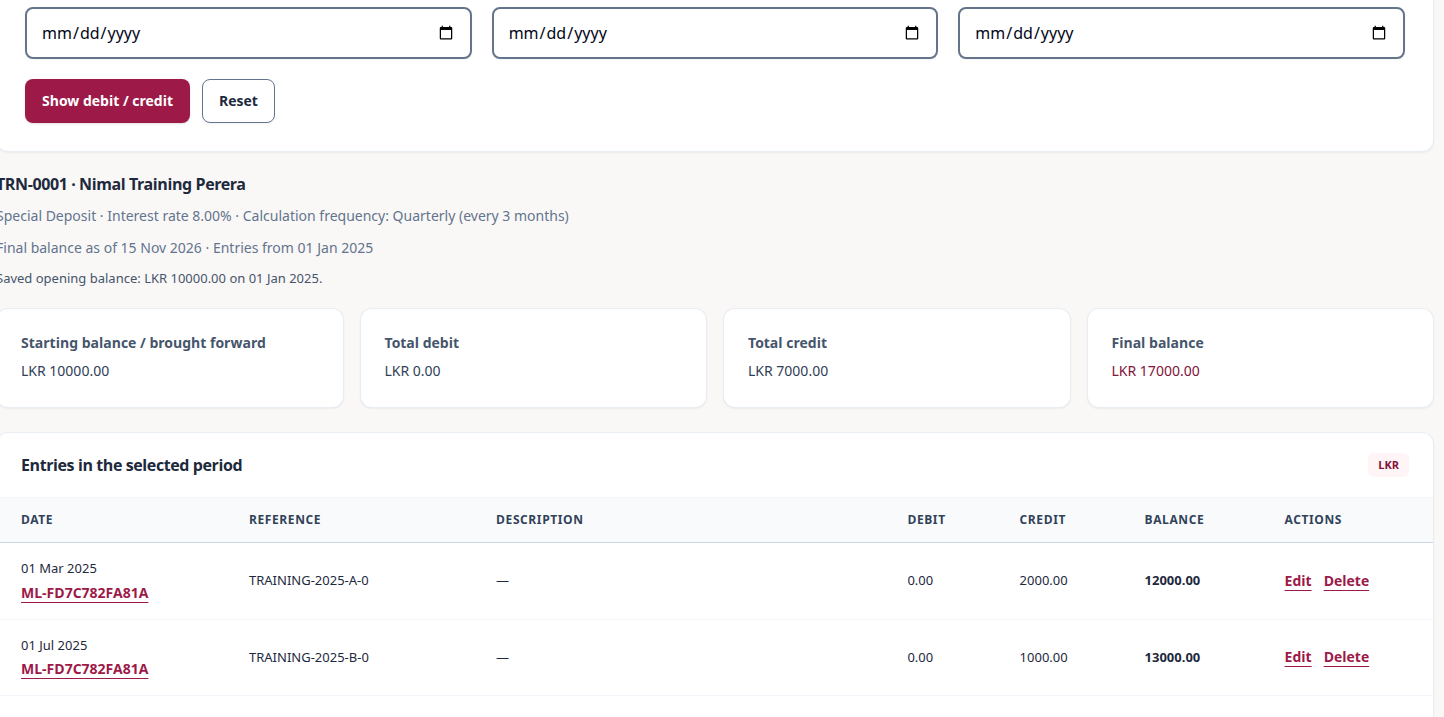 mm/dd/yyyy mm/dd/yyyy mm/dd/yyyy
Show debit / credit Reset
TRN-0001 · Nimal Training Perera
Special Deposit · Interest rate 8.00% · Calculation frequency: Quarterly (every 3 months)
Final balance as of 15 Nov 2026 · Entries from 01 Jan 2025
Saved opening balance: LKR 10000.00 on 01 Jan 2025.
Starting balance / brought forward Total debit Total credit Final balance
LKR 10000.00 LKR 0.00 LKR 7000.00 LKR 17000.00
Entries in the selected period LKR
DATE REFERENCE DESCRIPTION DEBIT CREDIT BALANCE ACTIONS
01 Mar 2025
ML-FD7C782FA81A TRAINING-2025-A-0 — 0.00 2000.00 12000.00 Edit Delete
01 Jul 2025
ML-FD7C782FA81A TRAINING-2025-B-0 — 0.00 1000.00 13000.00 Edit Delete